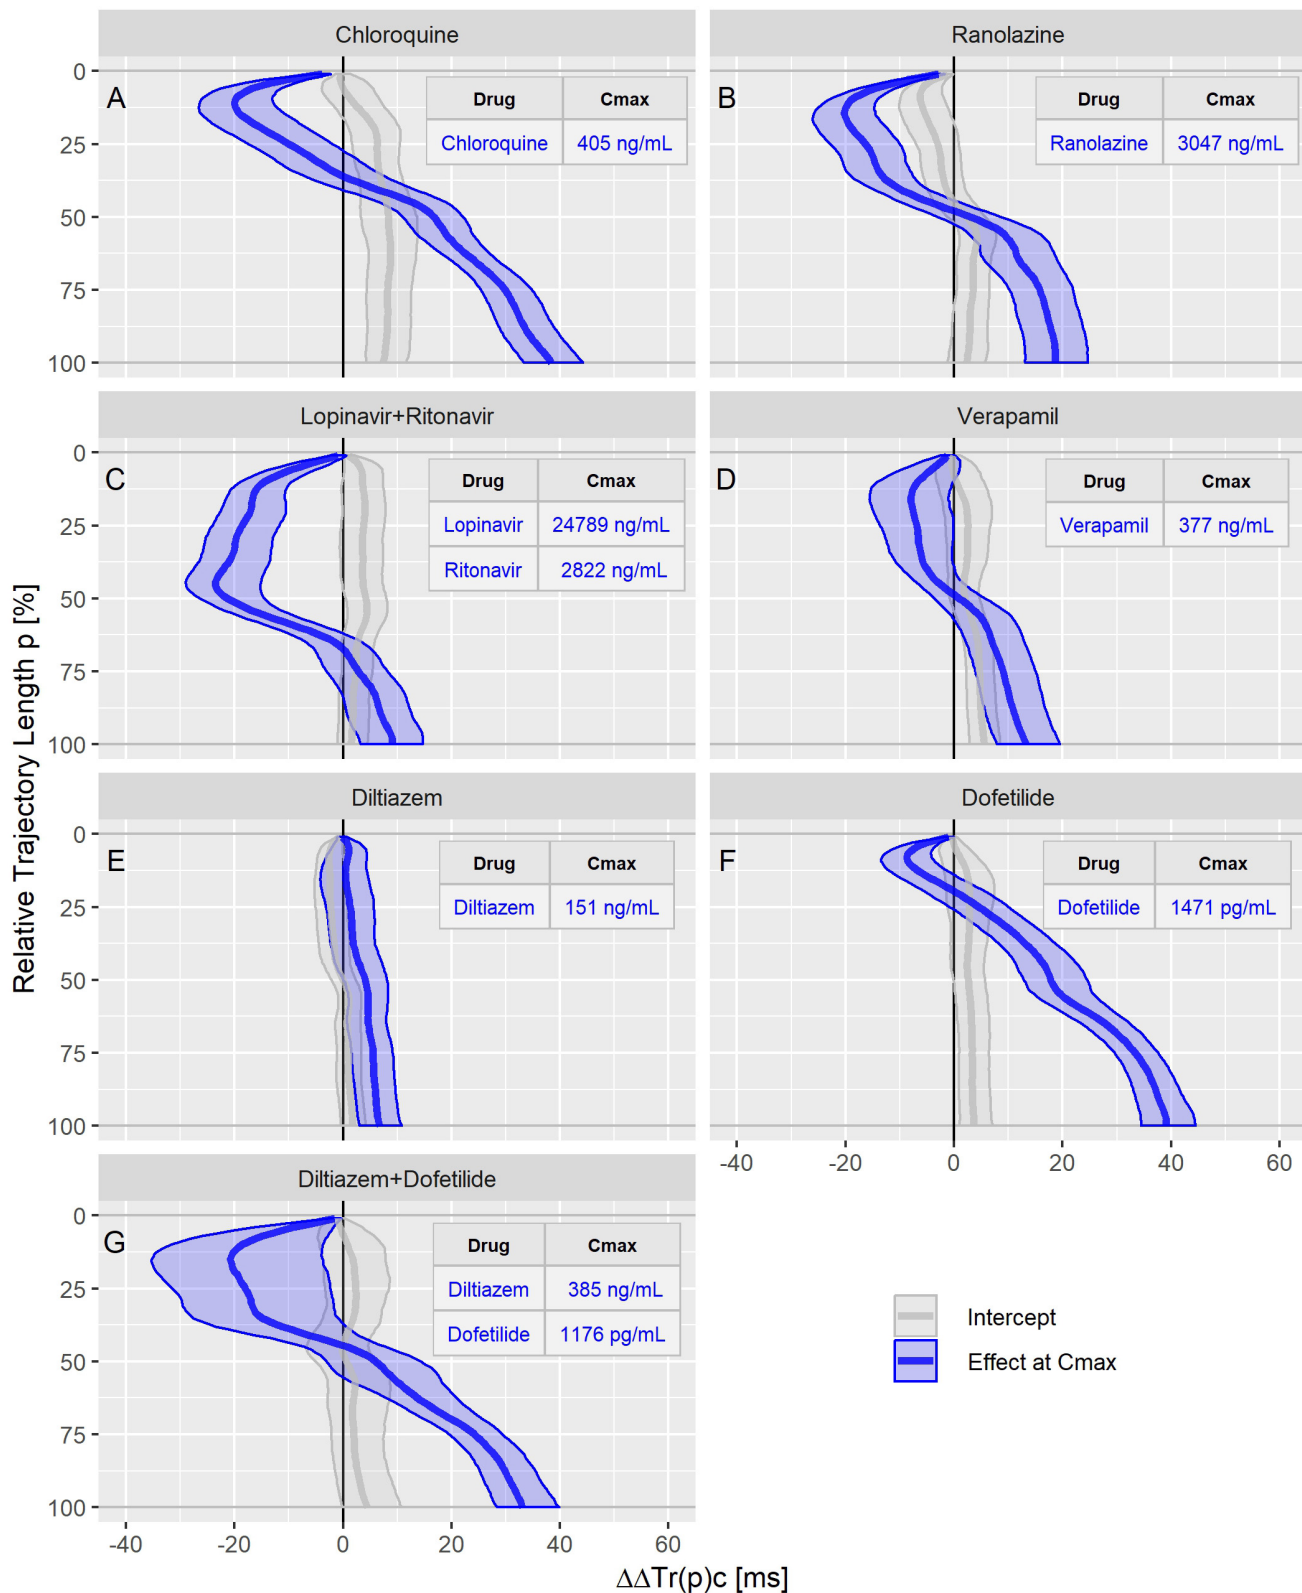 Chloroquine
Ranolazine
0
25
50
75
100
A
Drug Cmax
Chloroquine 405 ng/mL
B
Drug Cmax
Ranolazine 3047 ng/mL
Lopinavir+Ritonavir
Verapamil
0
25
50
75
100
C
Drug Cmax
Lopinavir 24789 ng/mL
Ritonavir 2822 ng/mL
D
Drug Cmax
Verapamil 377 ng/mL
Relative Trajectory Length p [%]
Diltiazem
Dofetilide
0
25
50
75
100
E
Drug Cmax
Diltiazem 151 ng/mL
F
Drug Cmax
Dofetilide 1471 pg/mL
-40 0 20 40 60
-20
Diltiazem+Dofetilide
0
25
50
75
100
G
Drug Cmax
Diltiazem 385 ng/mL
Dofetilide 1176 pg/mL
Intercept
Effect at Cmax
-40 -20 0 20 40 60
ΔΔTr(p)c [ms]